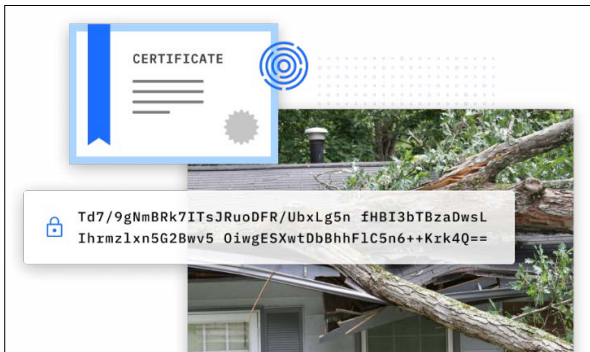 CERTIFICATE
Td7/9gNmBRk7ITsJRuoDFR/UbxLg5n fHBI3bTBzaDwsL
Ihrmzlxn5G2Bwv5 OiwgESXwtDbBhhFlC5n6++Krk4Q==